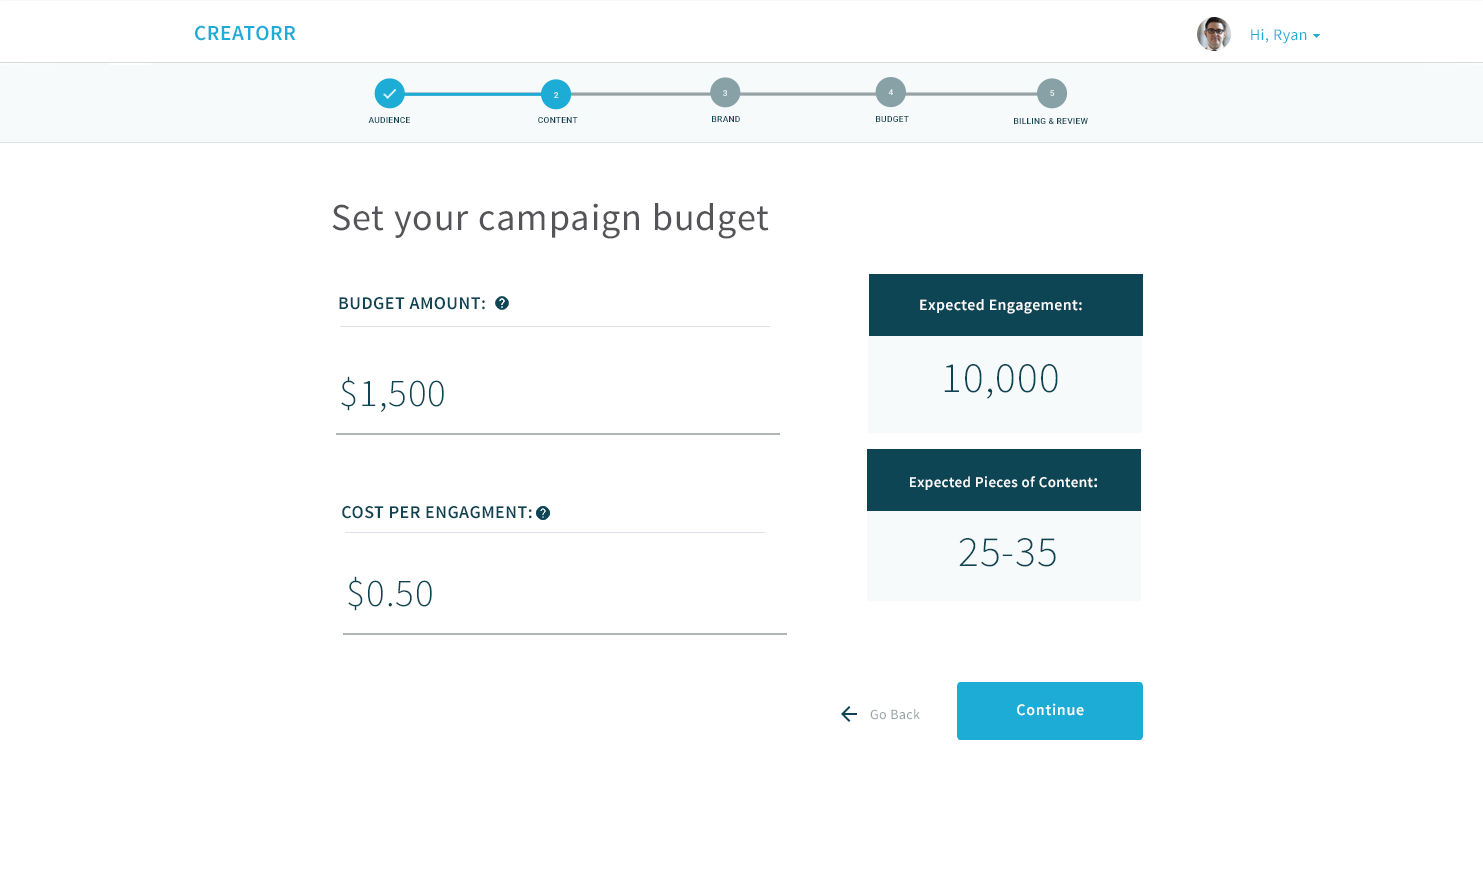 CREATORR
Hi, Ryan
2
3
4
5
AUDIENCE
CONTENT
BRAND
BUDGET
BILLING & REVIEW
Set your campaign budget
BUDGET AMOUNT: ?
$1,500
COST PER ENGAGMENT: ?
$0.50
Expected Engagement:
10,000
Expected Pieces of Content:
25-35
Go Back
Continue